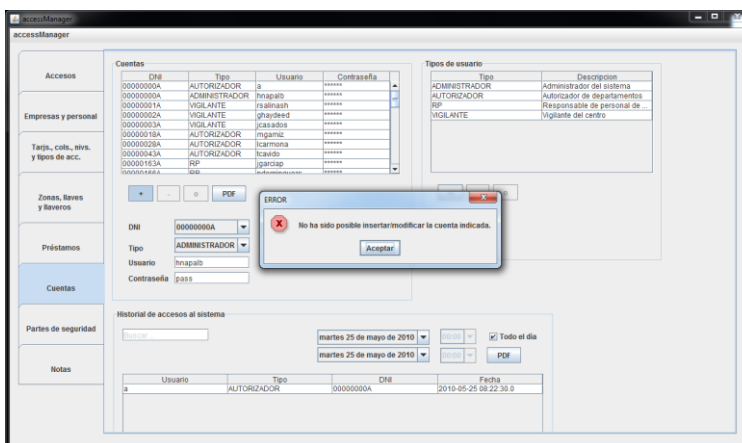 accessManager
accessManager
Accesos
Empresas y personal
Tarjs., cols., nivs.
y tipos de acc.
Zonas, llaves
y llaveros
Préstamos
Cuentas
Partes de seguridad
Notas
Cuentas
DNI Tipo Usuario Contraseña
00000000A AUTORIZADOR a ******
00000000A ADMINISTRADOR hnapalb ******
00000001A VIGILANTE rsalinash ******
00000002A VIGILANTE ghaydeed ******
00000003A VIGILANTE jcasados ******
00000018A AUTORIZADOR mgamiz ******
00000028A AUTORIZADOR lcarmona ******
00000043A AUTORIZADOR tcavido ******
00000163A RP jgarciap ******
+ - PDF
DNI 00000000A
Tipo ADMINISTRADOR
Usuario hnapalb
Contraseña pass
Tipos de usuario
Tipo Descripcion
ADMINISTRADOR Administrador del sistema
AUTORIZADOR Autorizador de departamentos
RP Responsable de personal de ...
VIGILANTE Vigilante del centro
ERROR
No ha sido posible insertar/modificar la cuenta indicada.
Aceptar
Historial de accesos al sistema
Buscar...
martes 25 de mayo de 2010 00:00 Todo el día
martes 25 de mayo de 2010 00:00 PDF
Usuario Tipo DNI Fecha
a AUTORIZADOR 00000000A 2010-05-25 08:22:30.0